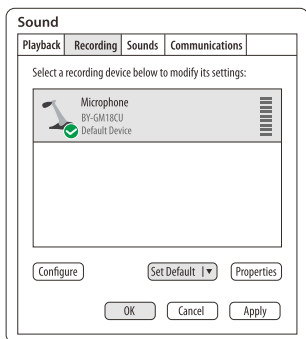 Sound
Playback Recording Sounds Communications
Select a recording device below to modify its settings:
Microphone
BY-GM18CU
Default Device
Configure Set Default Properties
OK Cancel Apply